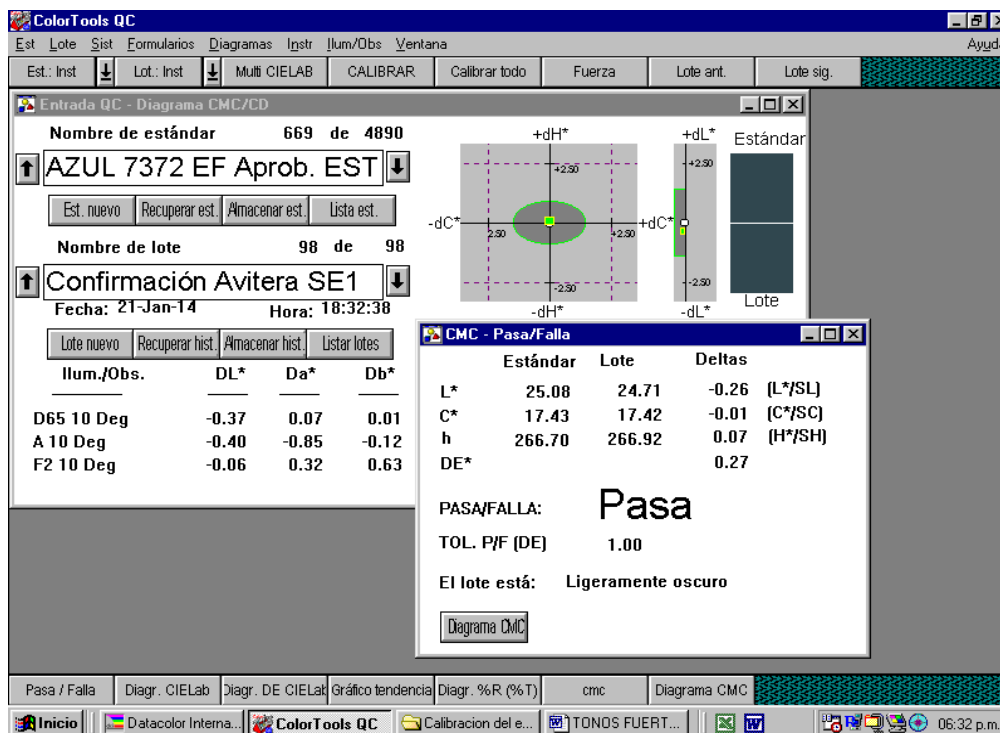 ColorTools QC
Est Lote Sist Formularios Diagramas Instr Ilum/Obs Ventana Ayuda
Est.: Inst Lot.: Inst Multi CIELAB CALIBRAR Calibrar todo Fuerza Lote ant. Lote sig.
Entrada QC - Diagrama CMC/CD
Nombre de estándar 669 de 4890
AZUL 7372 EF Aprob. EST
Est. nuevo Recuperar est. Almacenar est. Lista est.
Nombre de lote 98 de 98
Confirmación Avitera SE1
Fecha: 21-Jan-14 Hora: 18:32:38
Lote nuevo Recuperar hist. Almacenar hist. Listar lotes
Ilum./Obs. DL* Da* Db*
D65 10 Deg -0.37 0.07 0.01
A 10 Deg -0.40 -0.85 -0.12
F2 10 Deg -0.06 0.32 0.63
+dH* +dL* Estándar
+2.50 +2.50
-dC* 2.50 +2.50 +dC*
-2.50 -2.50
-dH* -dL* Lote
CMC - Pasa/Falla
Estándar Lote Deltas
L* 25.08 24.71 -0.26 (L*/SL)
C* 17.43 17.42 -0.01 (C*/SC)
h 266.70 266.92 0.07 (H*/SH)
DE* 0.27
PASA/FALLA: Pasa
TOL. P/F (DE) 1.00
El lote está: Ligeramente oscuro
Diagrama CMC
Pasa / Falla Diagr. CIELab Diagr. DE CIELab Gráfico tendencia Diagr. %R (%T) cmc Diagrama CMC
Inicio Datacolor Interna... ColorTools QC Calibracion del e... TONOS FUERT... 06:32 p.m.